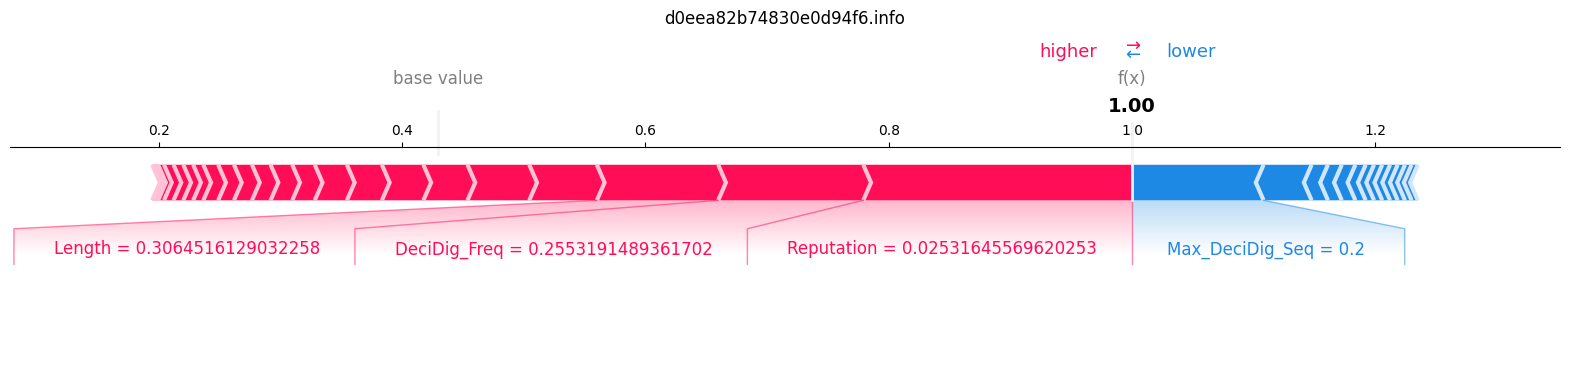 d0eea82b74830e0d94f6.info
higher ⇄ lower
base value f(x)
1.00
0.2 0.4 0.6 0.8 1.0 1.2
Length = 0.3064516129032258 DeciDig_Freq = 0.2553191489361702 Reputation = 0.02531645569620253 Max_DeciDig_Seq = 0.2